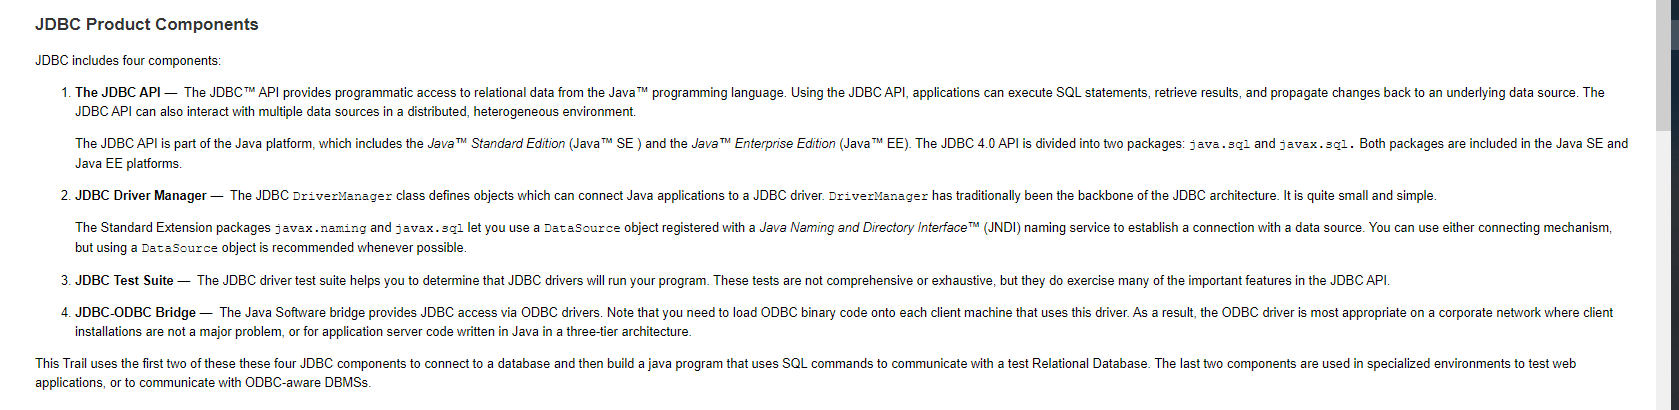 JDBC Product Components
JDBC includes four components:
1. The JDBC API — The JDBC™ API provides programmatic access to relational data from the Java™ programming language. Using the JDBC API, applications can execute SQL statements, retrieve results, and propagate changes back to an underlying data source. The
JDBC API can also interact with multiple data sources in a distributed, heterogeneous environment.
The JDBC API is part of the Java platform, which includes the Java™ Standard Edition (Java™ SE ) and the Java™ Enterprise Edition (Java™ EE). The JDBC 4.0 API is divided into two packages: java.sql and javax.sql. Both packages are included in the Java SE and
Java EE platforms.
2. JDBC Driver Manager — The JDBC DriverManager class defines objects which can connect Java applications to a JDBC driver. DriverManager has traditionally been the backbone of the JDBC architecture. It is quite small and simple.
The Standard Extension packages javax.naming and javax.sql let you use a DataSource object registered with a Java Naming and Directory Interface™ (JNDI) naming service to establish a connection with a data source. You can use either connecting mechanism,
but using a DataSource object is recommended whenever possible.
3. JDBC Test Suite — The JDBC driver test suite helps you to determine that JDBC drivers will run your program. These tests are not comprehensive or exhaustive, but they do exercise many of the important features in the JDBC API.
4. JDBC-ODBC Bridge — The Java Software bridge provides JDBC access via ODBC drivers. Note that you need to load ODBC binary code onto each client machine that uses this driver. As a result, the ODBC driver is most appropriate on a corporate network where client
installations are not a major problem, or for application server code written in Java in a three-tier architecture.
This Trail uses the first two of these these four JDBC components to connect to a database and then build a java program that uses SQL commands to communicate with a test Relational Database. The last two components are used in specialized environments to test web
applications, or to communicate with ODBC-aware DBMSs.